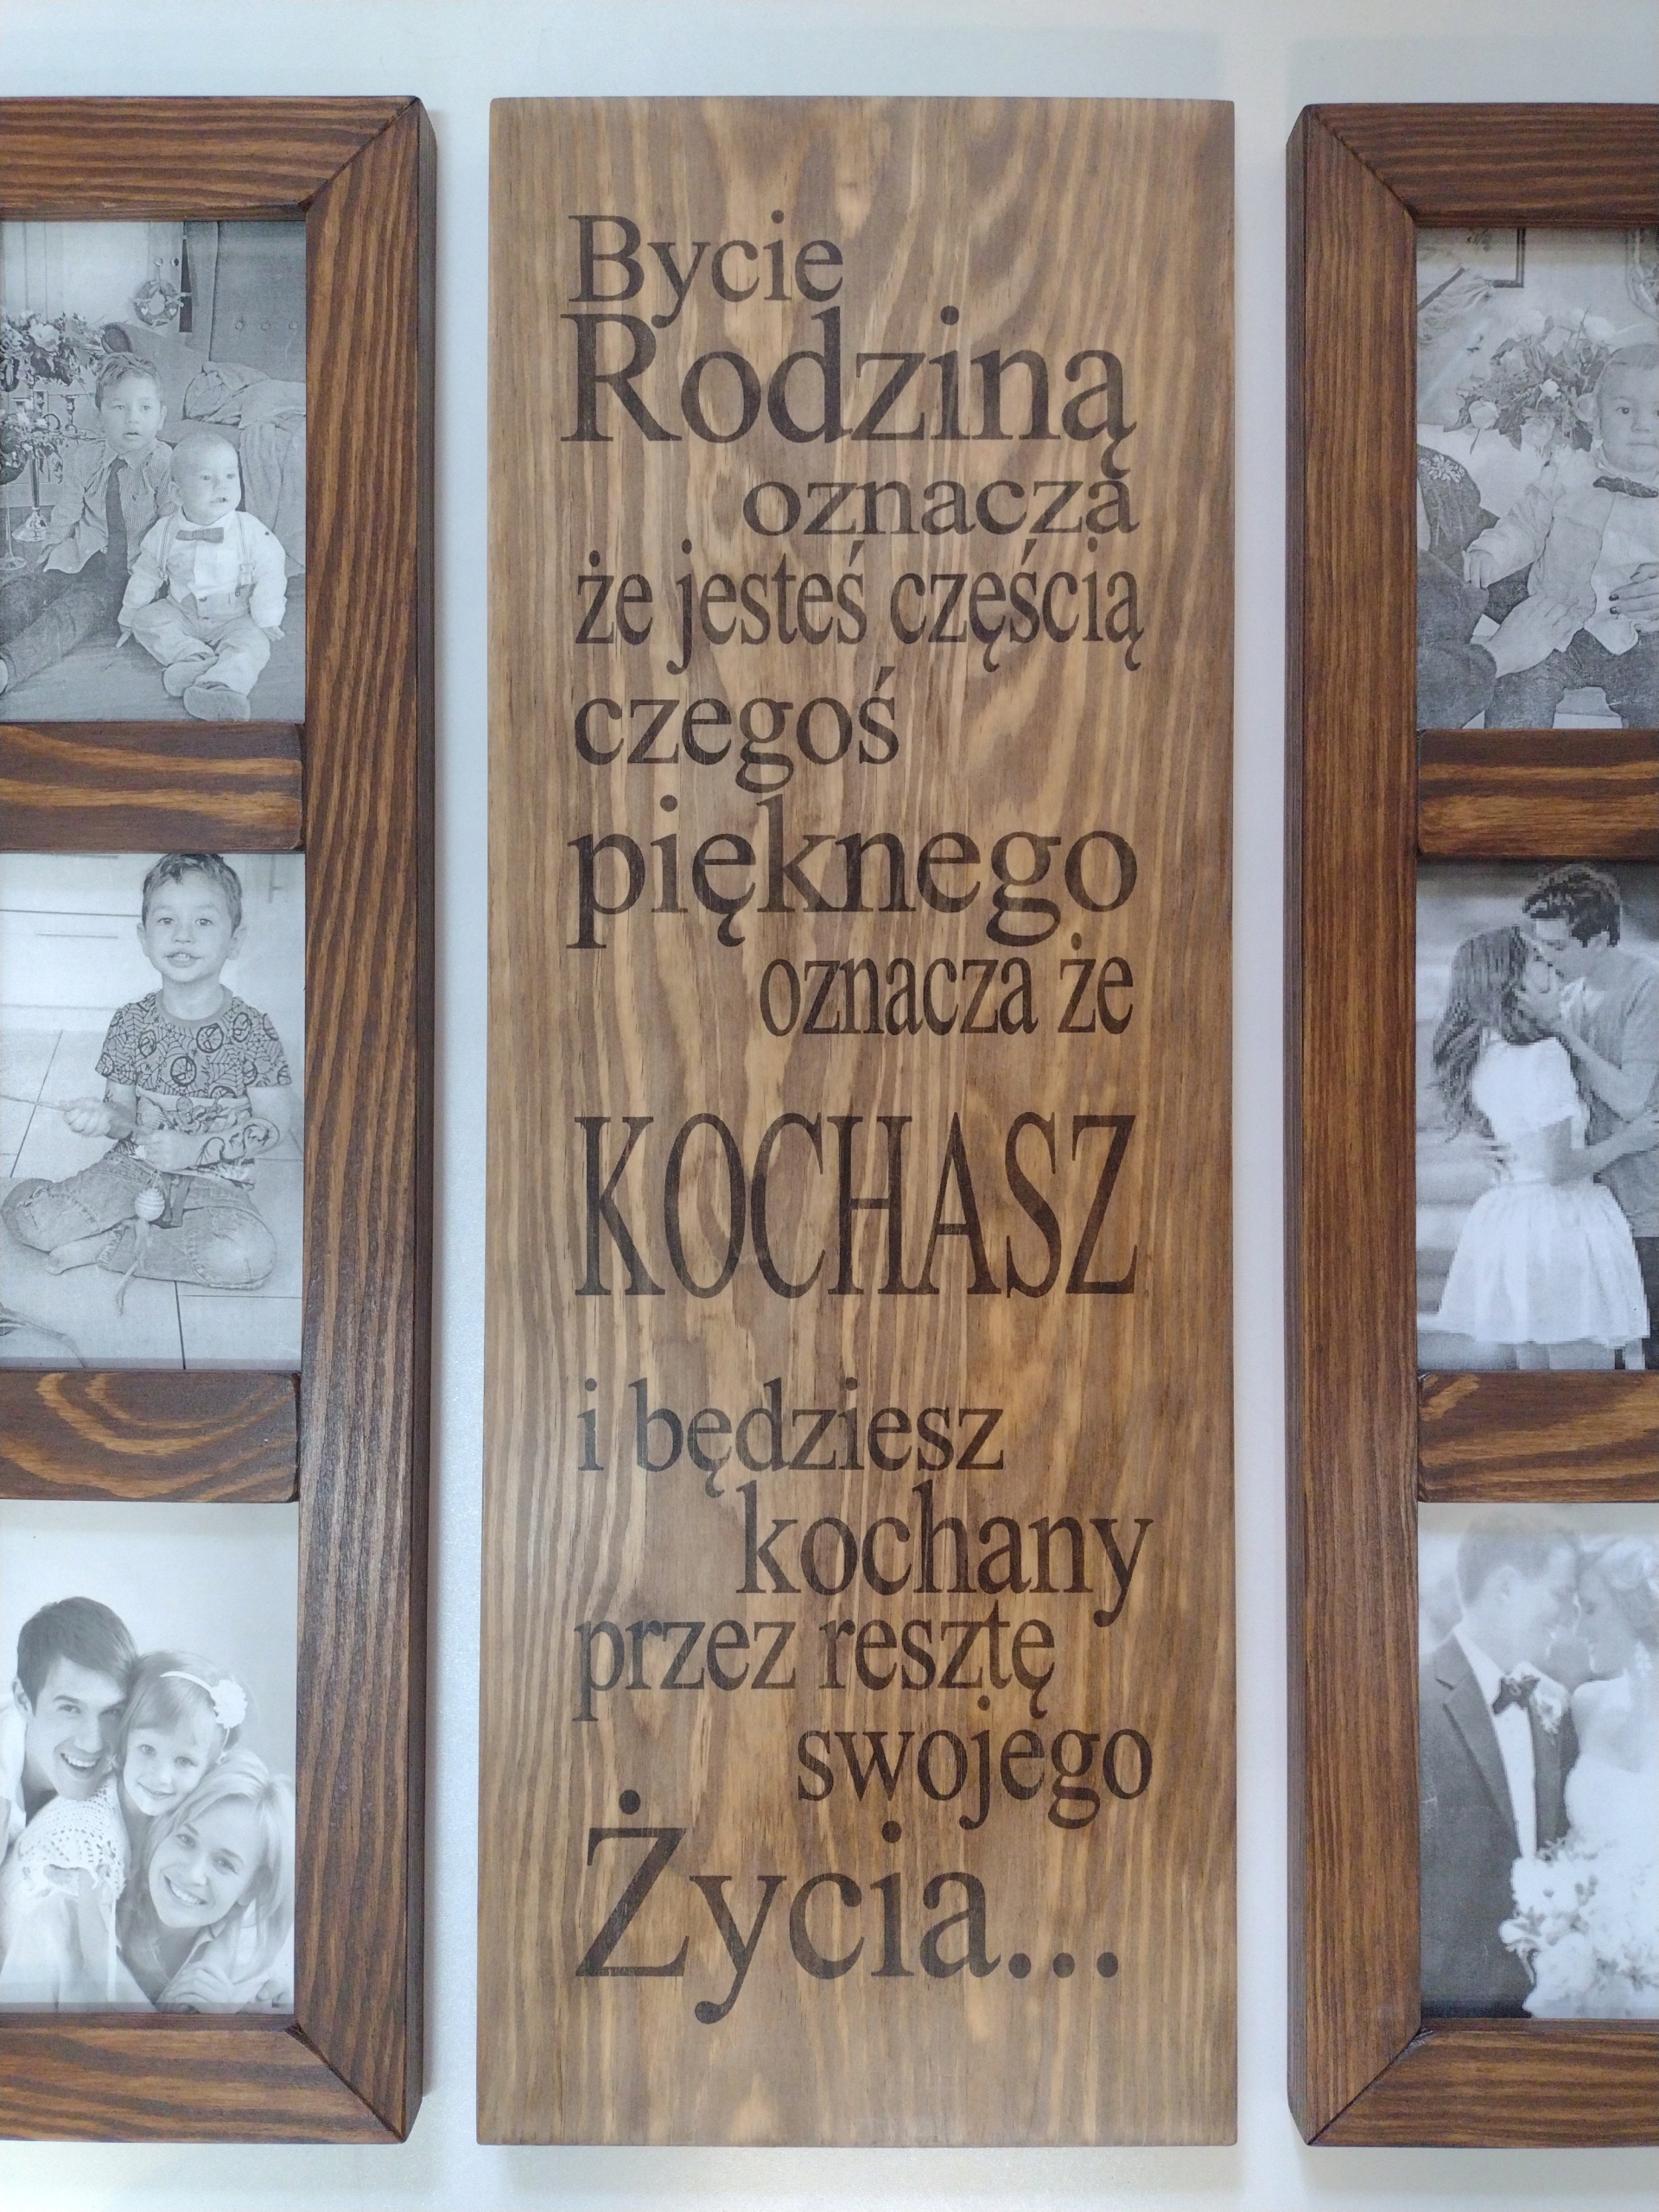 Bycie
Rodziną
oznacza
że jesteś częścią
czegoś
pięknego
oznacza że
KOCHASZ
i będziesz
kochany
przez resztę
swojego
Życia...